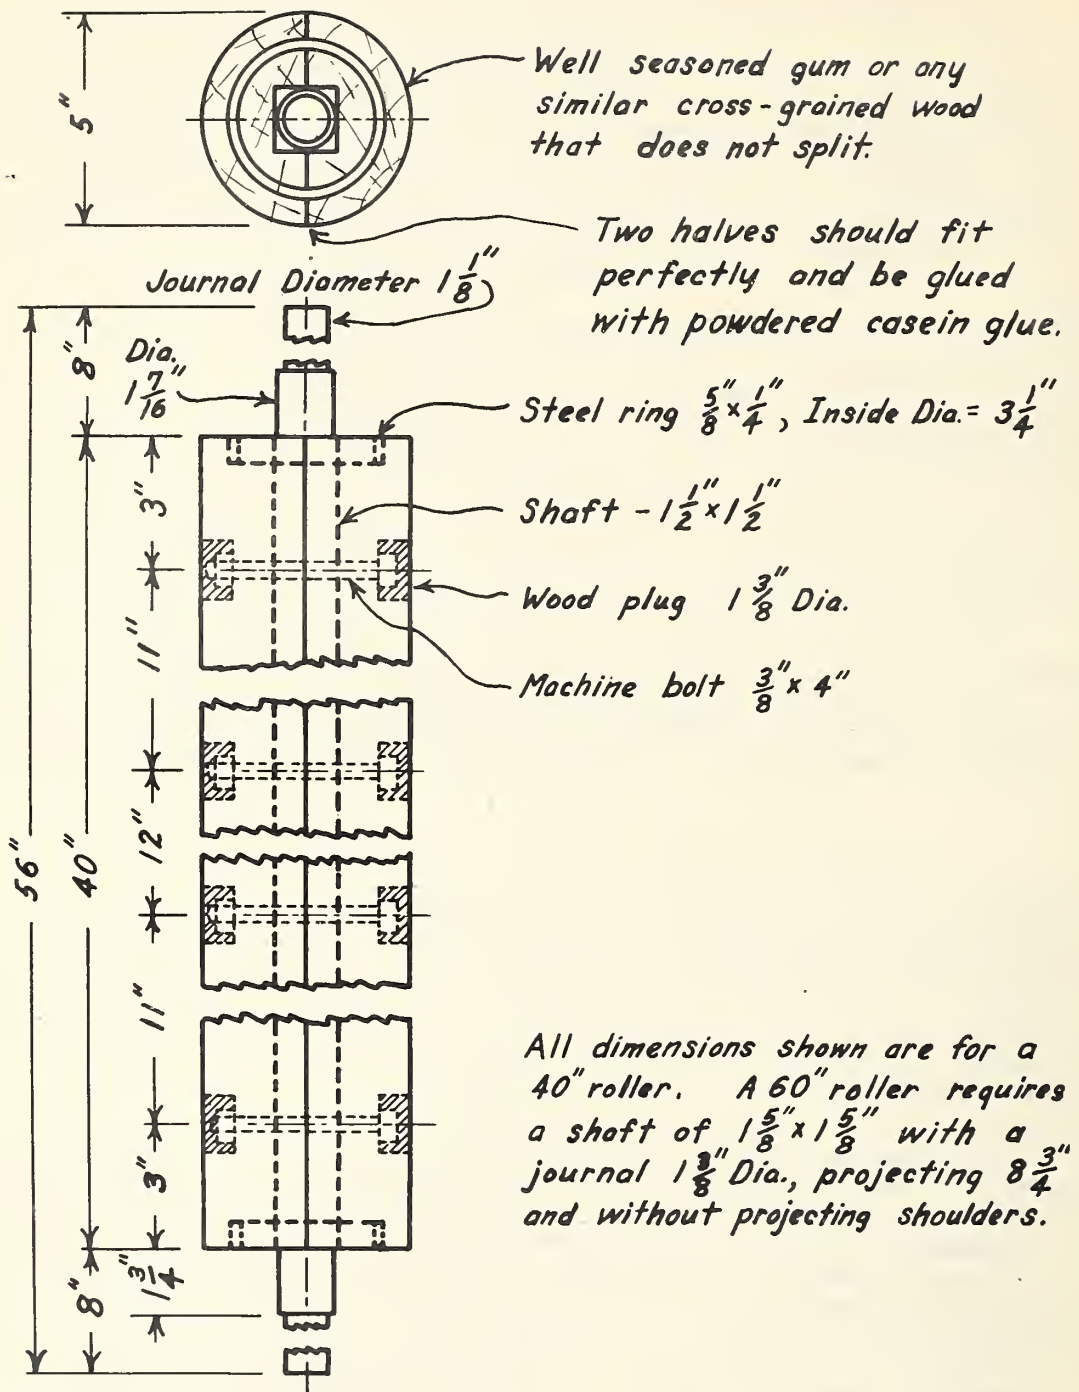 5"
Well seasoned gum or any
similar cross-grained wood
that does not split.
Two halves should fit
perfectly and be glued
with powdered casein glue.
Journal Diameter 1 1/8"
8"
Dia.
1 7/16"
Steel ring 5/8" x 1/4", Inside Dia. = 3 1/4"
3"
Shaft - 1 1/2" x 1 1/2"
Wood plug 1 3/8" Dia.
11"
Machine bolt 3/8" x 4"
12"
56"
40"
11"
All dimensions shown are for a
40" roller. A 60" roller requires
a shaft of 1 5/8" x 1 5/8" with a
journal 1 3/8" Dia., projecting 8 3/4"
and without projecting shoulders.
3"
1 3/4"
8"